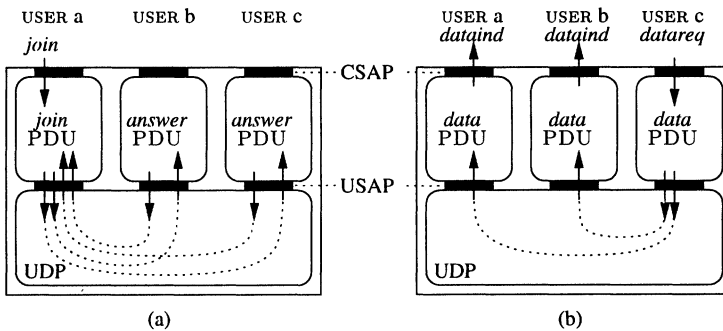 USER a USER b USER c
join
CSAP
join answer answer
PDU PDU PDU
USAP
UDP
(a)
USER a USER b USER c
dataind dataind datareq
data data data
PDU PDU PDU
UDP
(b)